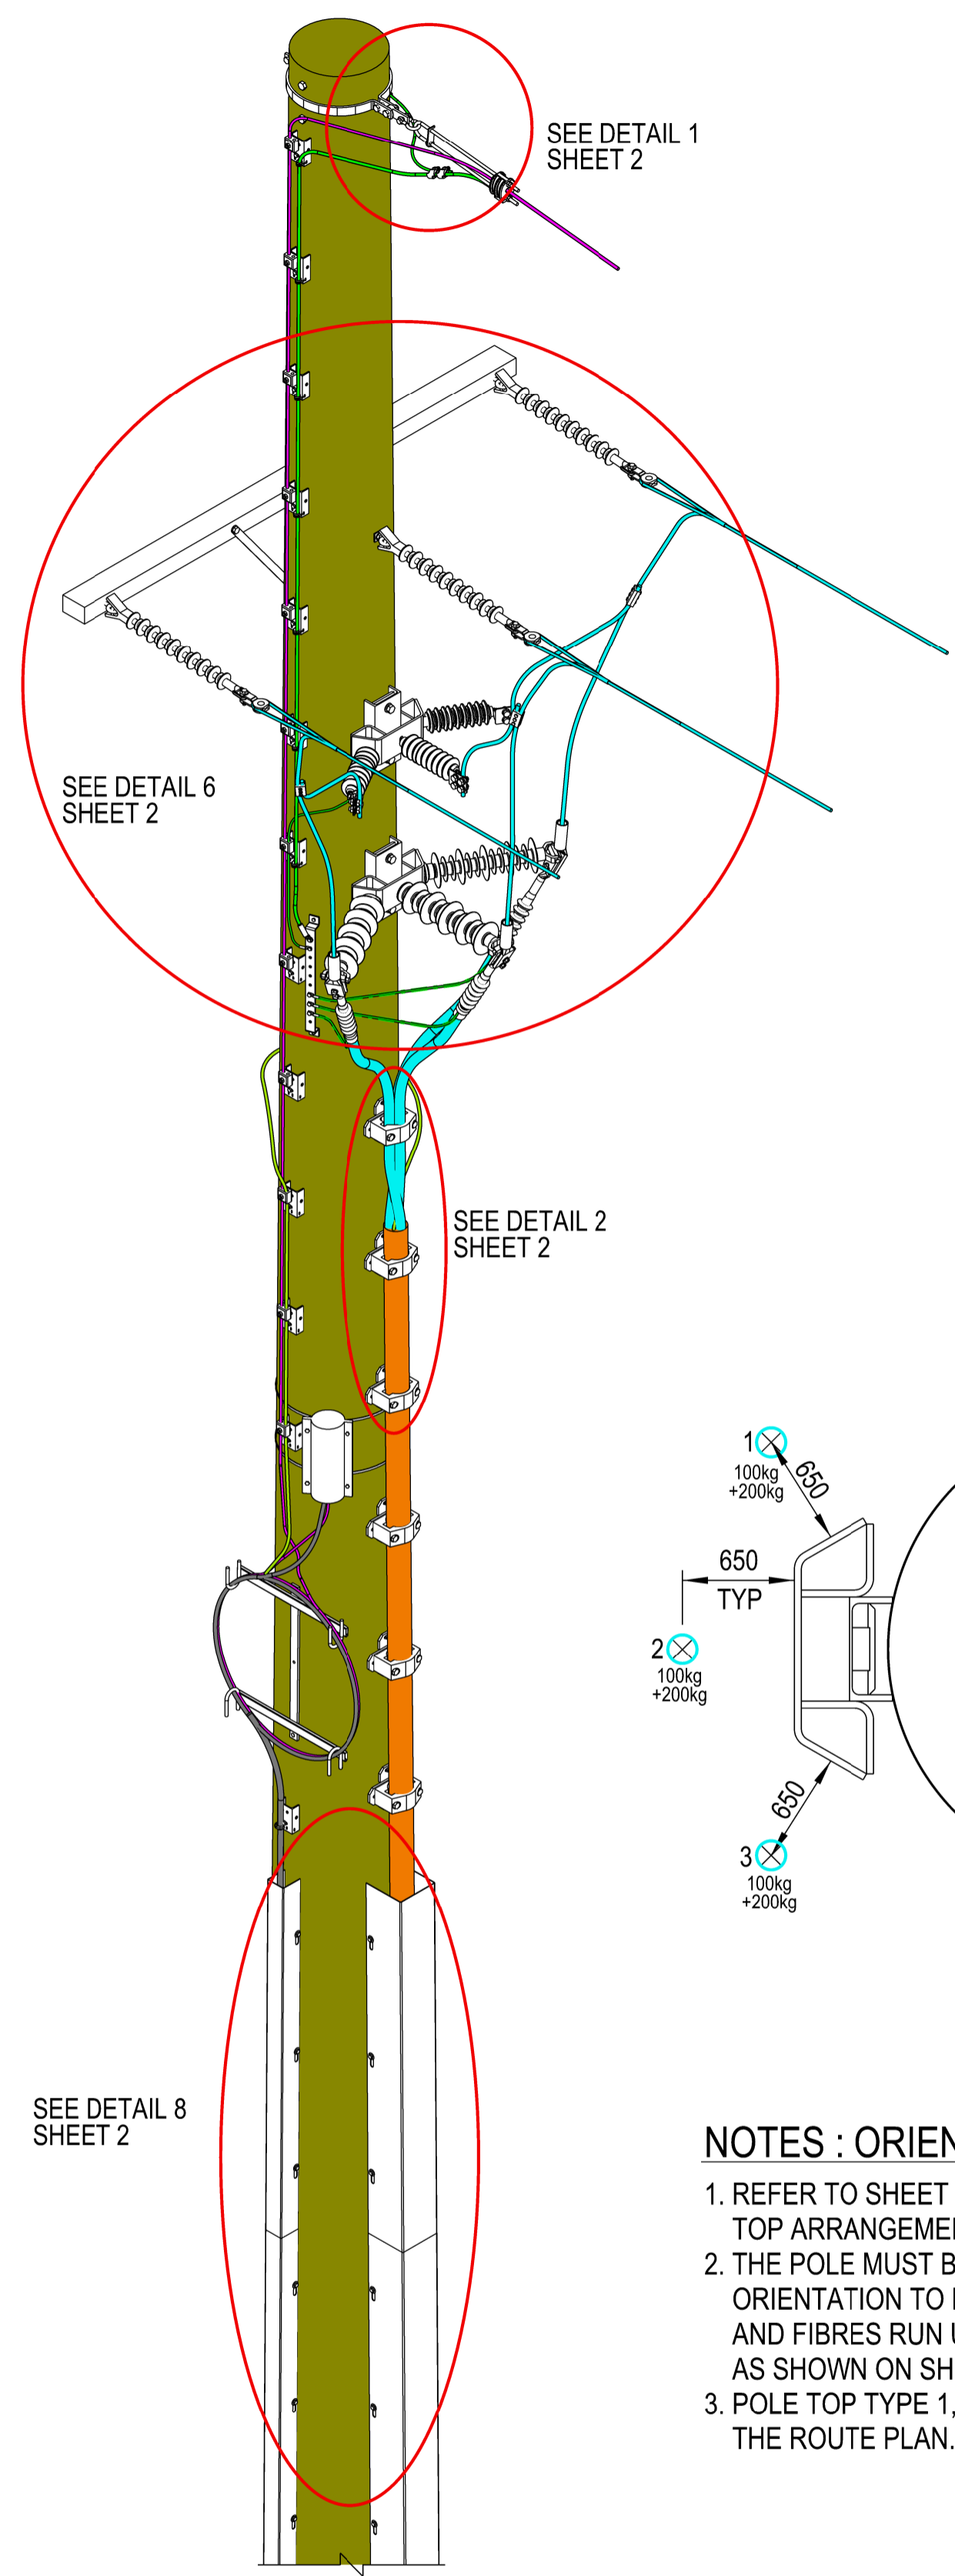 SEE DETAIL 1
SHEET 2
SEE DETAIL 6
SHEET 2
SEE DETAIL 2
SHEET 2
1
100kg
+200kg
650
650
TYP
2
100kg
+200kg
650
3
100kg
+200kg
SEE DETAIL 8
SHEET 2
NOTES : ORIEN
1. REFER TO SHEET
TOP ARRANGEME
2. THE POLE MUST B
ORIENTATION TO
AND FIBRES RUN
AS SHOWN ON SH
3. POLE TOP TYPE 1,
THE ROUTE PLAN.